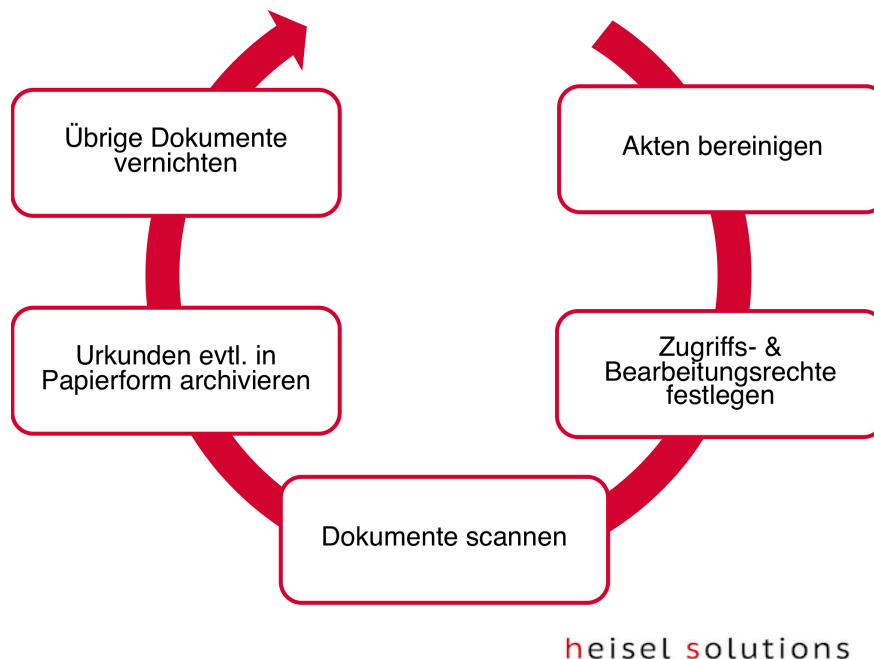 Akten bereinigen
Zugriffs- &
Bearbeitungsrechte
festlegen
Dokumente scannen
Urkunden evtl. in
Papierform archivieren
Übrige Dokumente
vernichten
heisel solutions